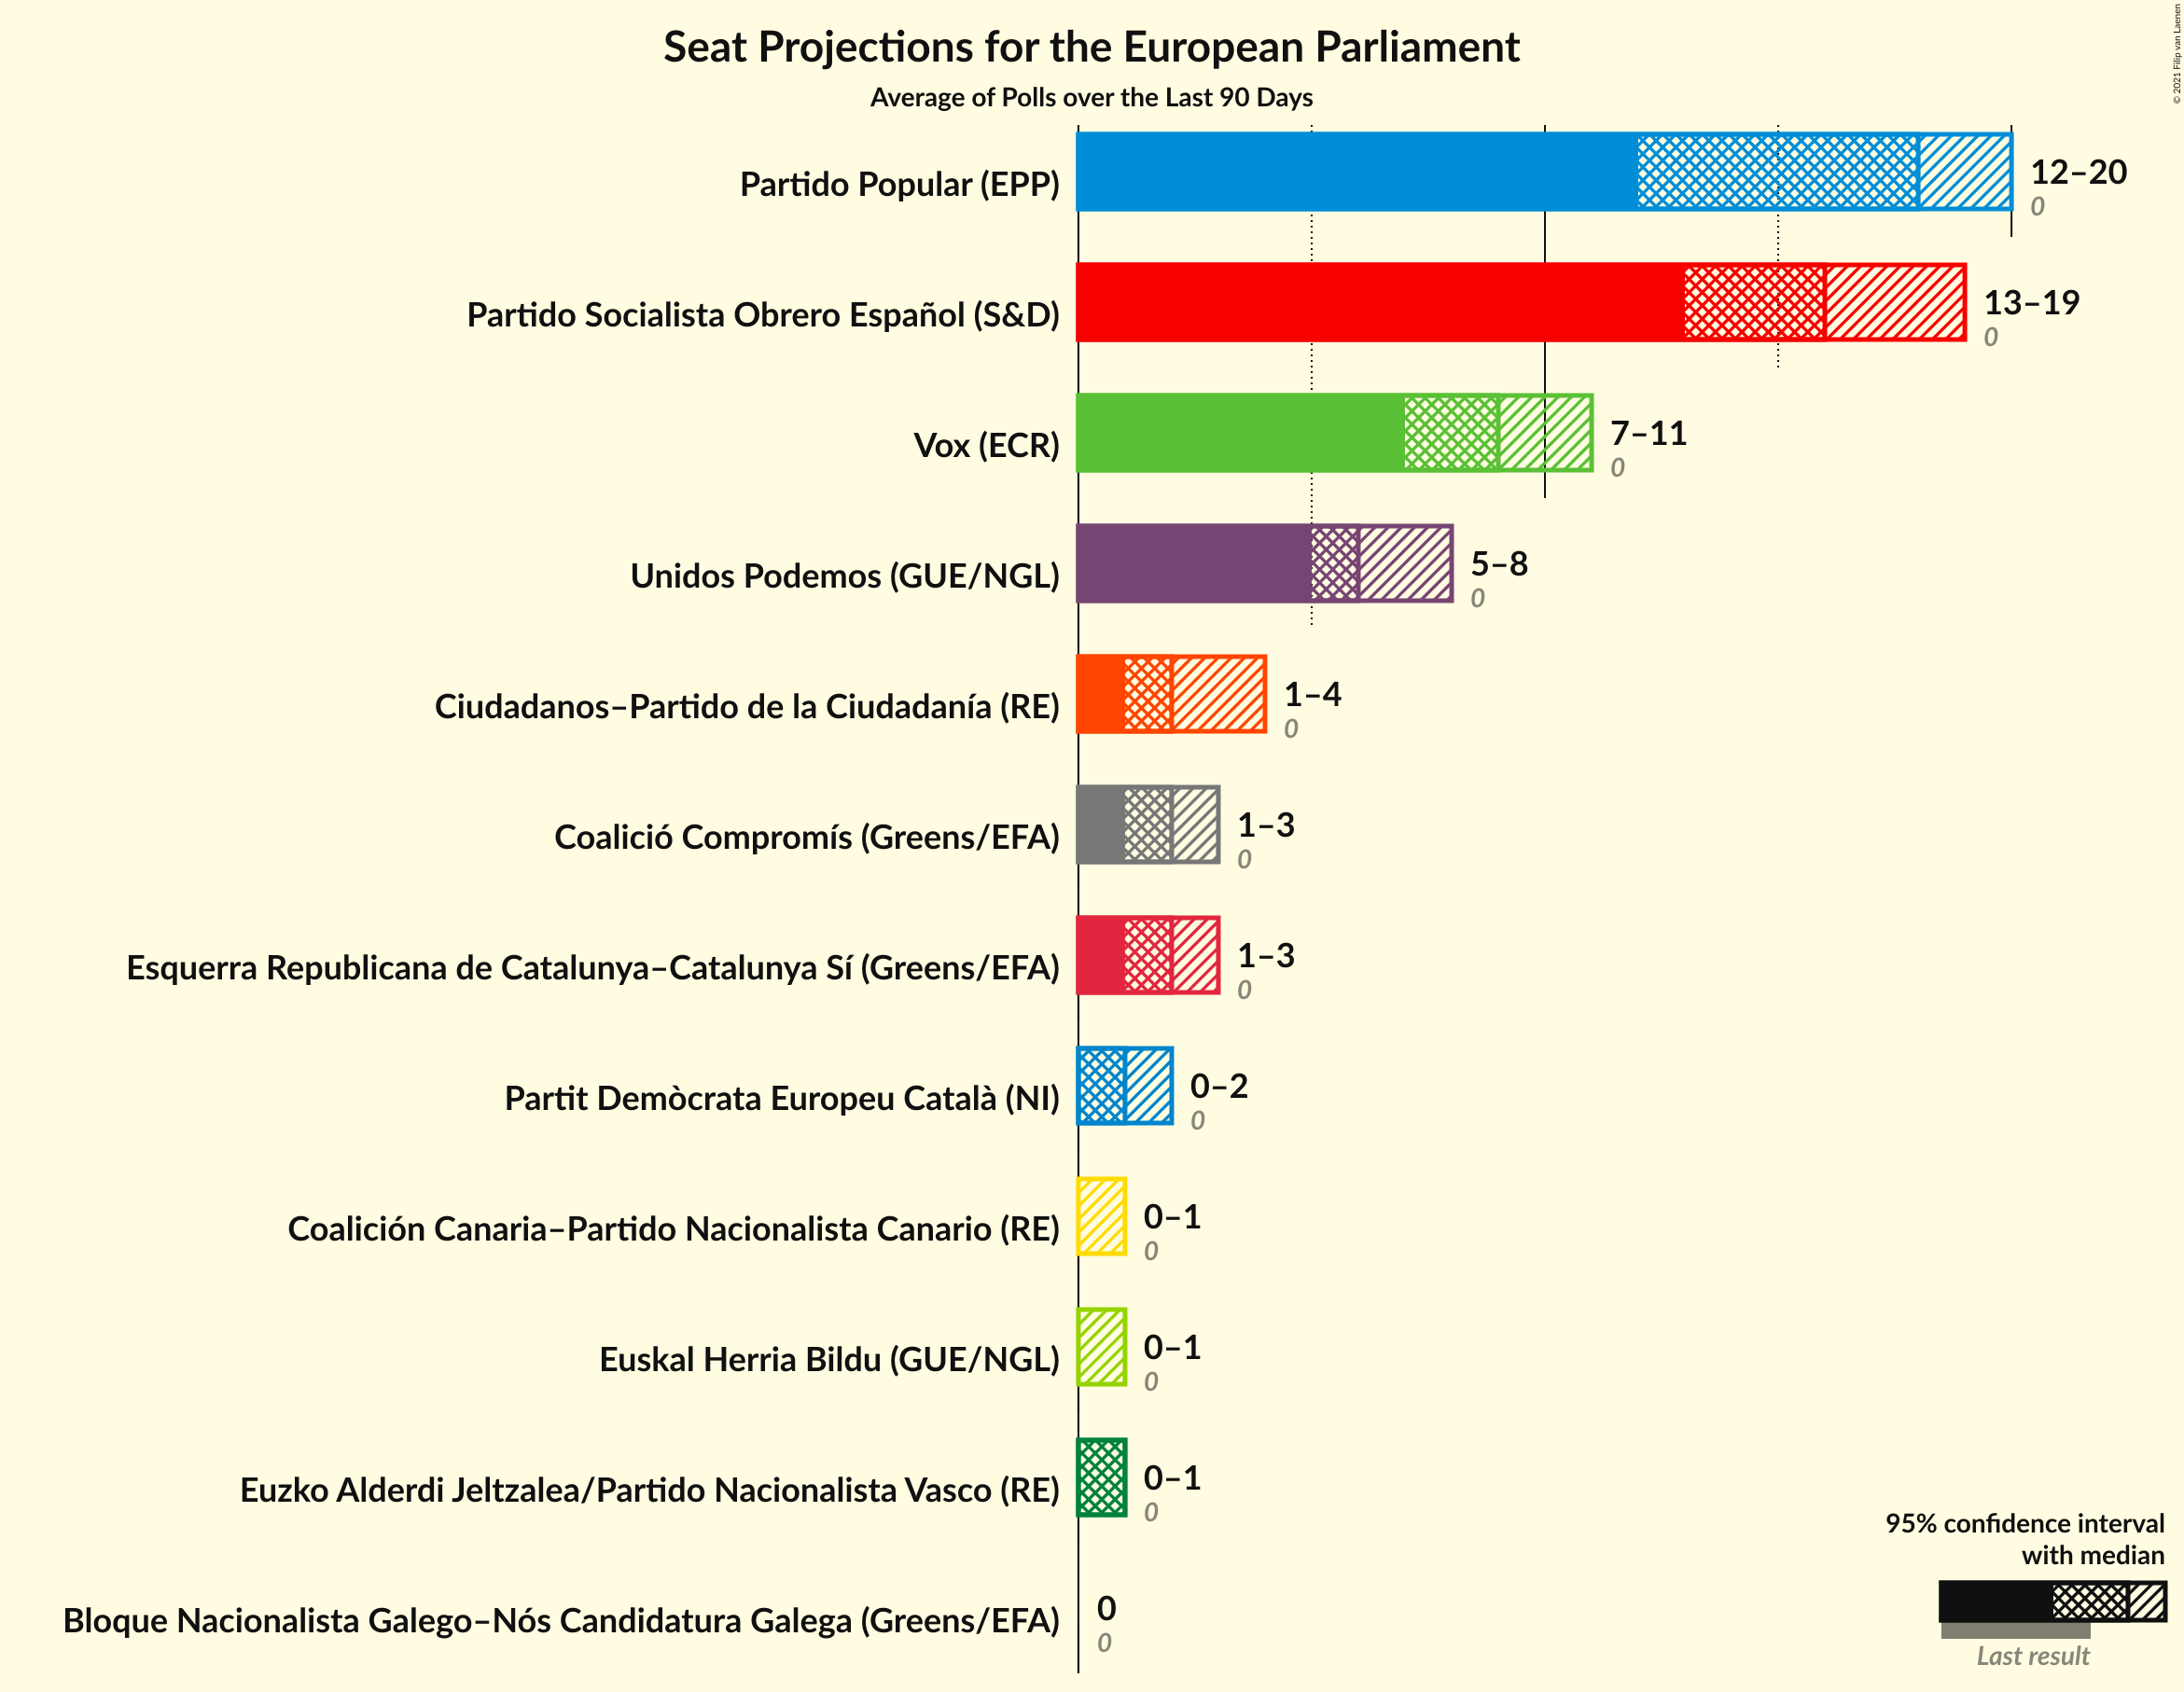 Seat Projections for the European Parliament
Average of Polls over the Last 90 Days
© 2021 Filip van Laenen
Partido Popular (EPP)
12–20
0
Partido Socialista Obrero Español (S&D)
13–19
0
Vox (ECR)
7–11
0
Unidos Podemos (GUE/NGL)
5–8
0
Ciudadanos–Partido de la Ciudadanía (RE)
1–4
0
Coalició Compromís (Greens/EFA)
1–3
0
Esquerra Republicana de Catalunya–Catalunya Sí (Greens/EFA)
1–3
0
Partit Demòcrata Europeu Català (NI)
0–2
0
Coalición Canaria–Partido Nacionalista Canario (RE)
0–1
0
Euskal Herria Bildu (GUE/NGL)
0–1
0
Euzko Alderdi Jeltzalea/Partido Nacionalista Vasco (RE)
0–1
0
Bloque Nacionalista Galego–Nós Candidatura Galega (Greens/EFA)
0
0
95% confidence interval
with median
Last result